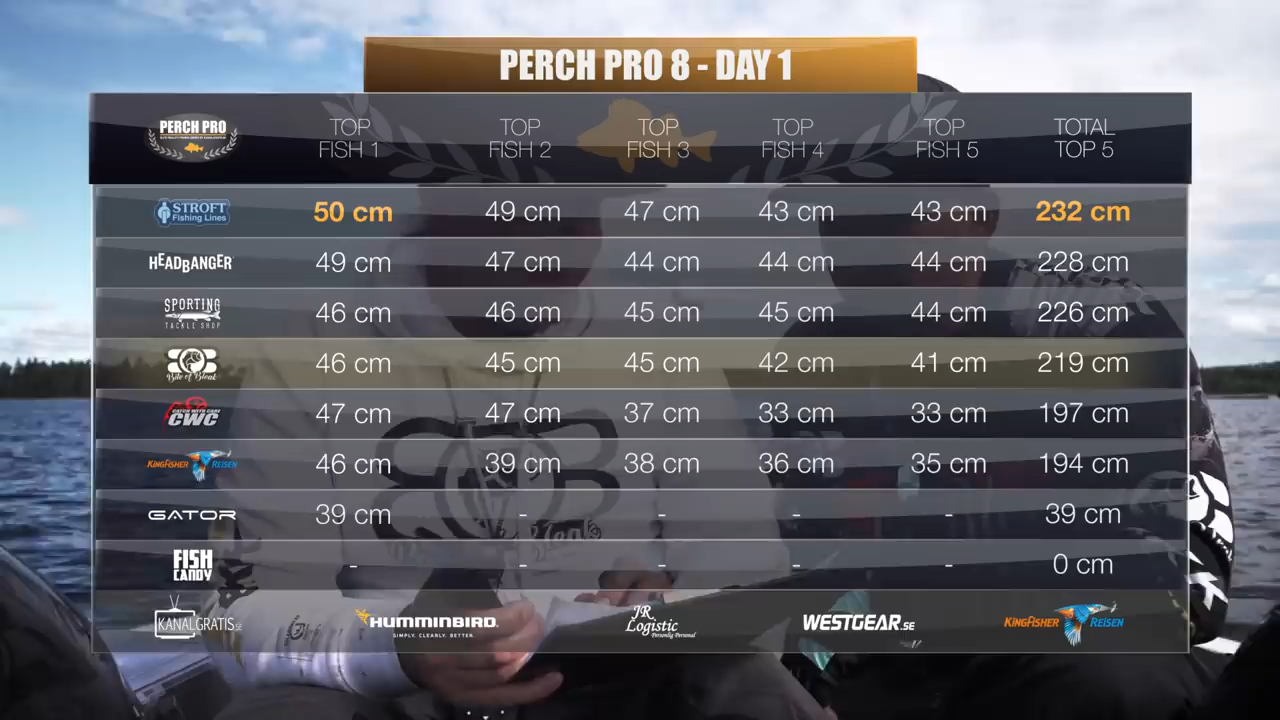 PERCH PRO 8 - DAY 1
PERCH PRO
TOP FISH 1 TOP FISH 2 TOP FISH 3 TOP FISH 4 TOP FISH 5 TOTAL TOP 5
STROFT Fishing Lines 50 cm 49 cm 47 cm 43 cm 43 cm 232 cm
HEADBANGER 49 cm 47 cm 44 cm 44 cm 44 cm 228 cm
SPORTING TACKLE SHOP 46 cm 46 cm 45 cm 45 cm 44 cm 226 cm
Bite of Bleak 46 cm 45 cm 45 cm 42 cm 41 cm 219 cm
CATCH WITH CARE CWC 47 cm 47 cm 37 cm 33 cm 33 cm 197 cm
KINGFISHER REISEN 46 cm 39 cm 38 cm 36 cm 35 cm 194 cm
GATOR 39 cm - - - - 39 cm
FISH CANDY - - - - - 0 cm
KANALGRATIS.SE HUMMINBIRD. SIMPLY. CLEARLY. BETTER. JR Logistic Personlig Personal WESTGEAR.SE KINGFISHER REISEN